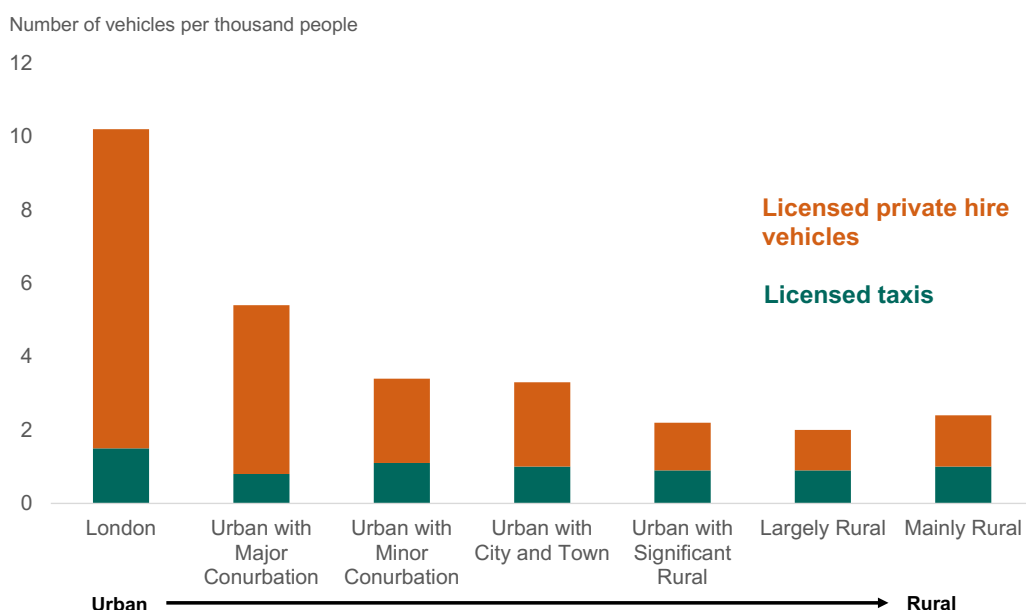 Number of vehicles per thousand people
12
10
8
6
4
2
0
Licensed private hire
vehicles
Licensed taxis
London
Urban with
Major
Conurbation
Urban with
Minor
Conurbation
Urban with
City and Town
Urban with
Significant
Rural
Largely Rural
Mainly Rural
Urban
Rural